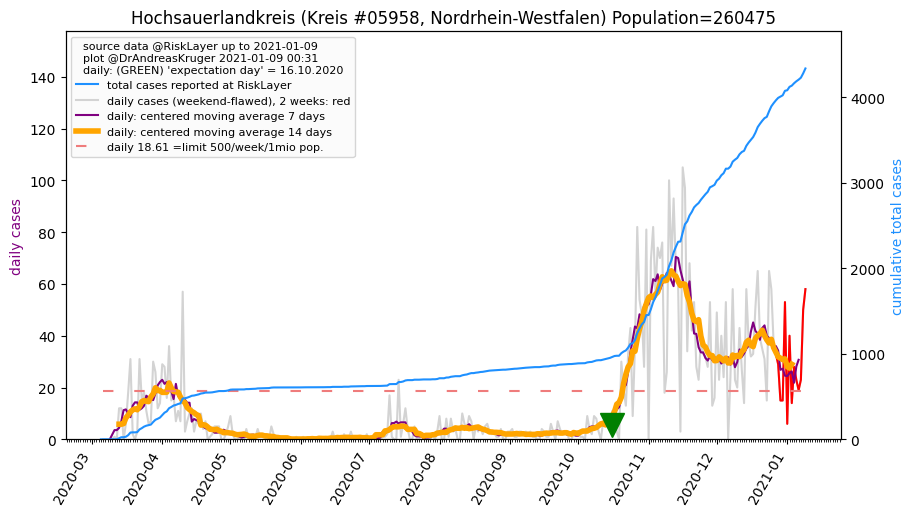 Hochsauerlandkreis (Kreis #05958, Nordrhein-Westfalen) Population=260475
source data @RiskLayer up to 2021-01-09
plot @DrAndreasKruger 2021-01-09 00:31
daily: (GREEN) 'expectation day' = 16.10.2020
total cases reported at RiskLayer
daily cases (weekend-flawed), 2 weeks: red
daily: centered moving average 7 days
daily: centered moving average 14 days
daily 18.61 =limit 500/week/1mio pop.
daily cases
140
120
100
80
60
40
20
0
cumulative total cases
4000
3000
2000
1000
0
2020-03
2020-04
2020-05
2020-06
2020-07
2020-08
2020-09
2020-10
2020-11
2020-12
2021-01